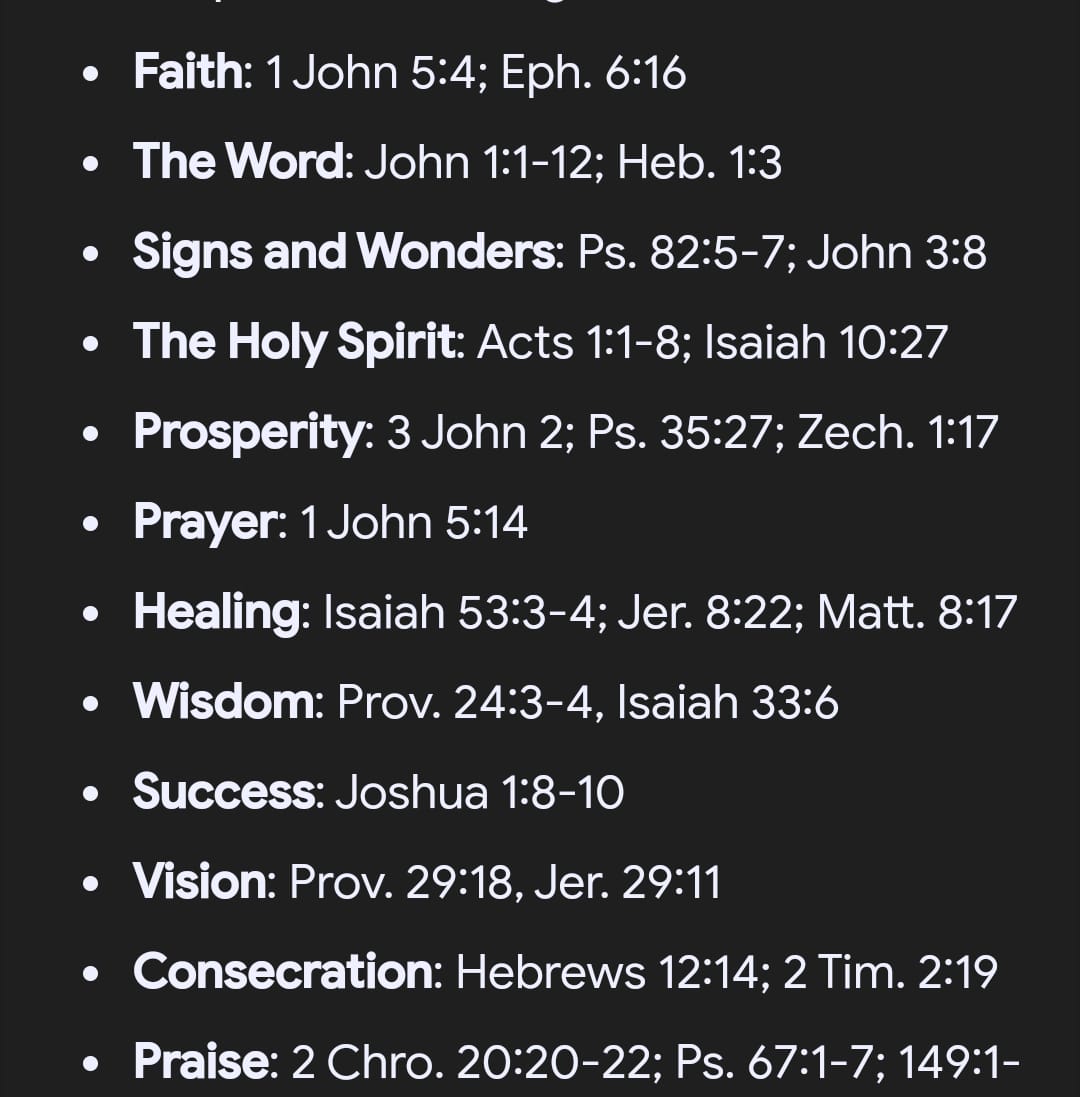 • Faith: 1 John 5:4; Eph. 6:16
• The Word: John 1:1-12; Heb. 1:3
• Signs and Wonders: Ps. 82:5-7; John 3:8
• The Holy Spirit: Acts 1:1-8; Isaiah 10:27
• Prosperity: 3 John 2; Ps. 35:27; Zech. 1:17
• Prayer: 1 John 5:14
• Healing: Isaiah 53:3-4; Jer. 8:22; Matt. 8:17
• Wisdom: Prov. 24:3-4, Isaiah 33:6
• Success: Joshua 1:8-10
• Vision: Prov. 29:18, Jer. 29:11
• Consecration: Hebrews 12:14; 2 Tim. 2:19
• Praise: 2 Chro. 20:20-22; Ps. 67:1-7; 149:1-